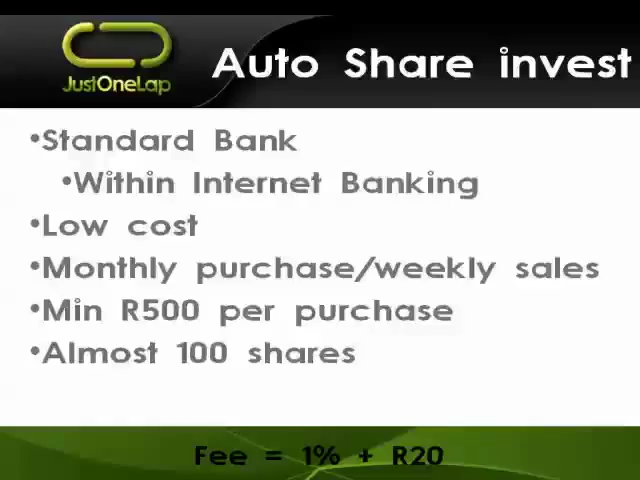 JustOneLap
Auto Share invest
•Standard Bank
•Within Internet Banking
•Low cost
•Monthly purchase/weekly sales
•Min R500 per purchase
•Almost 100 shares
Fee = 1% + R20